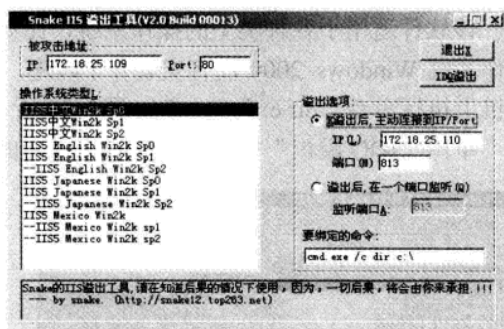 Snake IIS 溢出工具(V2.0 Build 00013)
被攻击地址
IP: 172.18.25.109 Port: 80
退出X
IDQ溢出
操作系统类型L:
IIS5中文Win2k Sp0
IIS5中文Win2k Sp1
IIS5中文Win2k Sp2
IIS5 English Win2k Sp0
IIS5 English Win2k Sp1
--IIS5 English Win2k Sp2
IIS5 Japanese Win2k Sp0
IIS5 Japanese Win2k Sp1
--IIS5 Japanese Win2k Sp2
IIS5 Mexico Win2k
--IIS5 Mexico Win2k sp1
--IIS5 Mexico Win2k sp2
溢出选项:
溢出后,主动连接到IP/Port
IP(L) 172.18.25.110
端口(M) 813
溢出后,在一个端口监听(Q)
监听端口A: 813
要绑定的命令:
cmd.exe /c dir c:\
Snake的IIS溢出工具,请在知道后果的情况下使用,因为,一切后果,将会由你来承担.!!!
--- by snake. (http://snake12.top263.net)